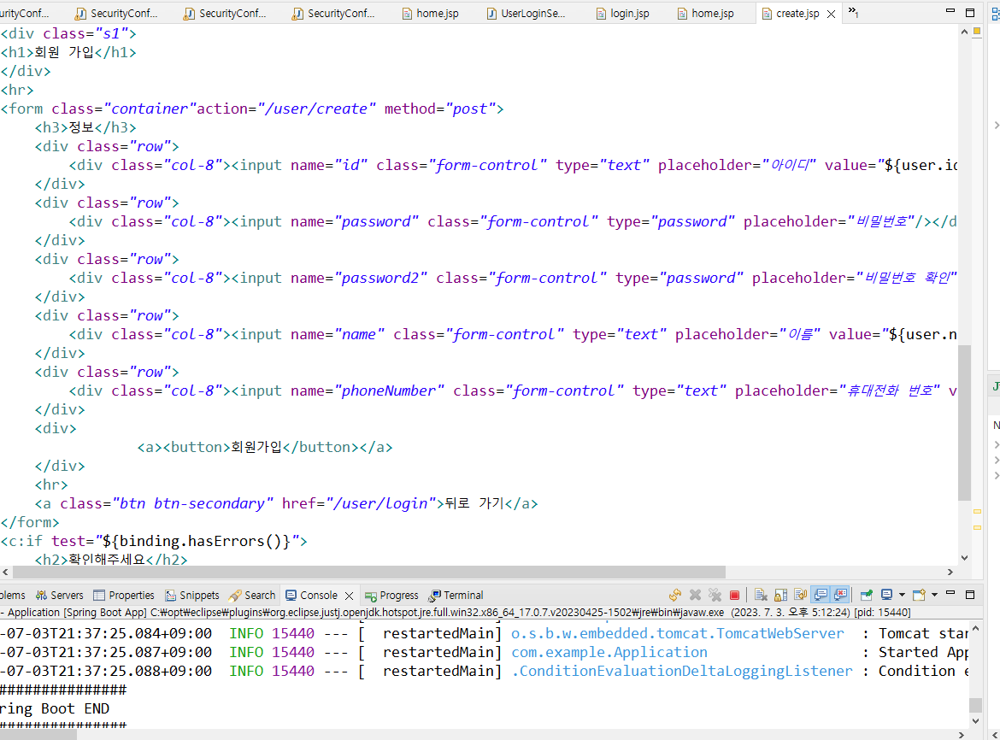 urityConf... SecurityConf... SecurityConf... SecurityConf... home.jsp UserLoginSe... login.jsp home.jsp create.jsp »1
<div class="s1">
<h1>회원 가입</h1>
</div>
<hr>
<form class="container"action="/user/create" method="post">
<h3>정보</h3>
<div class="row">
<div class="col-8"><input name="id" class="form-control" type="text" placeholder="아이디" value="${user.id
</div>
<div class="row">
<div class="col-8"><input name="password" class="form-control" type="password" placeholder="비밀번호"/></d
</div>
<div class="row">
<div class="col-8"><input name="password2" class="form-control" type="password" placeholder="비밀번호 확인"
</div>
<div class="row">
<div class="col-8"><input name="name" class="form-control" type="text" placeholder="이름" value="${user.n
</div>
<div class="row">
<div class="col-8"><input name="phoneNumber" class="form-control" type="text" placeholder="휴대전화 번호" v
</div>
<div>
<a><button>회원가입</button></a>
</div>
<hr>
<a class="btn btn-secondary" href="/user/login">뒤로 가기</a>
</form>
<c:if test="${binding.hasErrors()}">
<h2>확인해주세요</h2>
olems Servers Properties Snippets Search Console Progress Terminal
- Application [Spring Boot App] C:₩opt₩eclipse₩plugins₩org.eclipse.justj.openjdk.hotspot.jre.full.win32.x86_64_17.0.7.v20230425-1502₩jre₩bin₩javaw.exe (2023. 7. 3. 오후 5:12:24) [pid: 15440]
-07-03T21:37:25.084+09:00 INFO 15440 --- [ restartedMain] o.s.b.w.embedded.tomcat.TomcatWebServer : Tomcat star
-07-03T21:37:25.087+09:00 INFO 15440 --- [ restartedMain] com.example.Application : Started App
-07-03T21:37:25.088+09:00 INFO 15440 --- [ restartedMain] .ConditionEvaluationDeltaLoggingListener : Condition e
###############
ring Boot END
###############